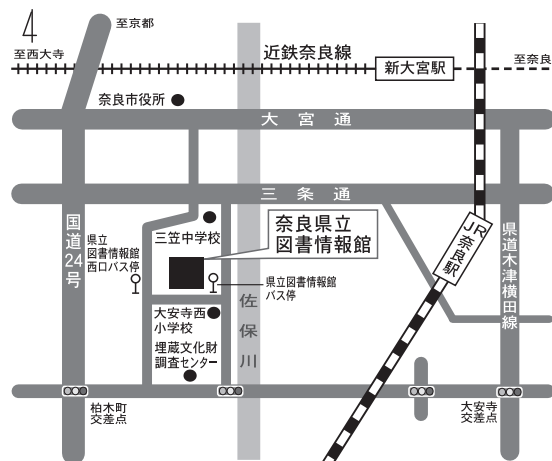 至京都
至西大寺
近鉄奈良線
新大宮駅
至奈良
奈良市役所
大宮通
三条通
国道24号
三笠中学校
奈良県立
図書情報館
県立
図書情報館
西口バス停
県立図書情報館
バス停
JR
奈良駅
県道木津横田線
佐保川
大安寺西
小学校
埋蔵文化財
調査センター
柏木町
交差点
大安寺
交差点